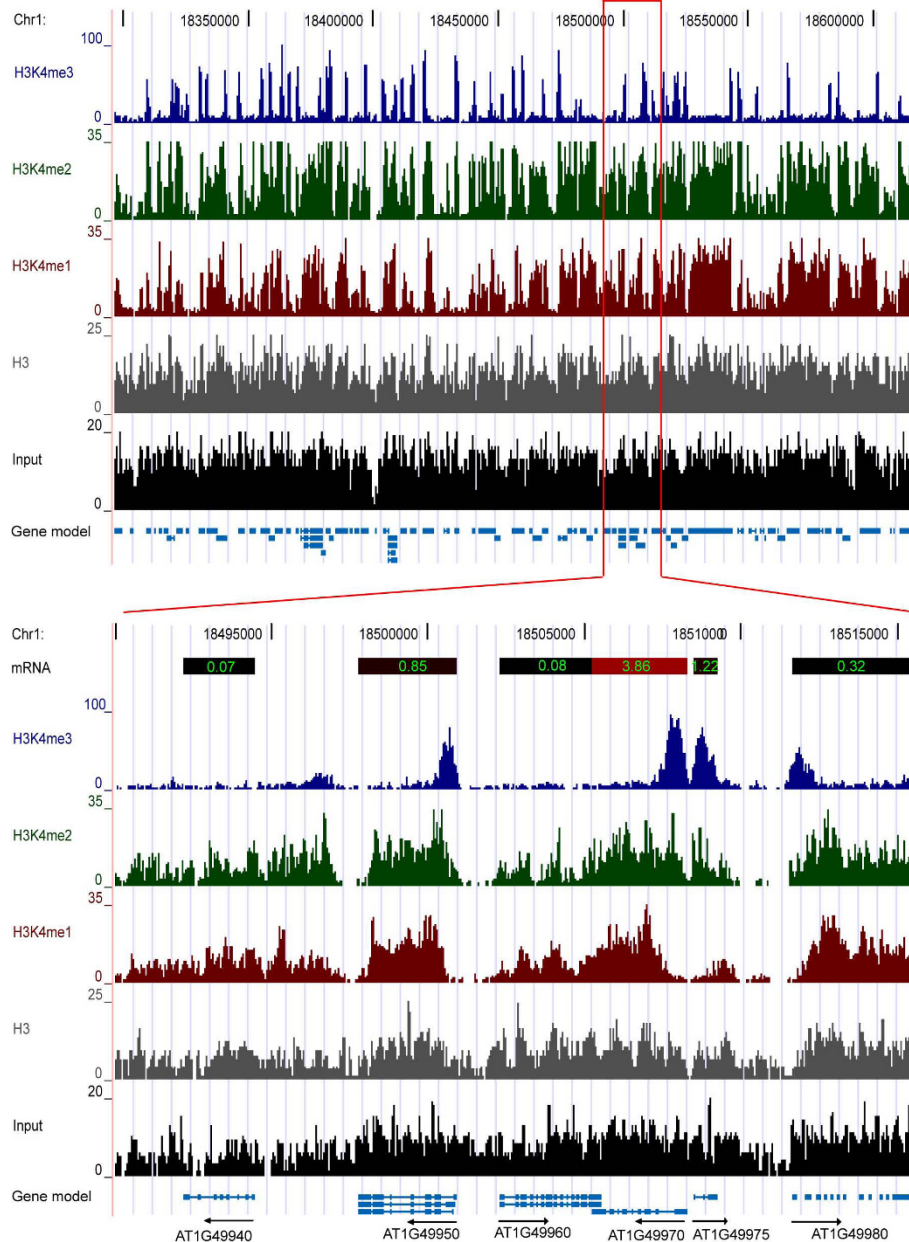 Chr1: 18350000 18400000 18450000 18500000 18550000 18600000
100
H3K4me3
0
35
H3K4me2
0
35
H3K4me1
0
25
H3
0
20
Input
0
Gene model
Chr1: 18495000 18500000 18505000 1851000 0 18515000
mRNA 0.07 0.85 0.08 3.86 1.22 0.32
100
H3K4me3
0
35
H3K4me2
0
35
H3K4me1
0
25
H3
0
20
Input
0
Gene model
AT1G49940 AT1G49950 AT1G49960 AT1G49970 AT1G49975 AT1G49980